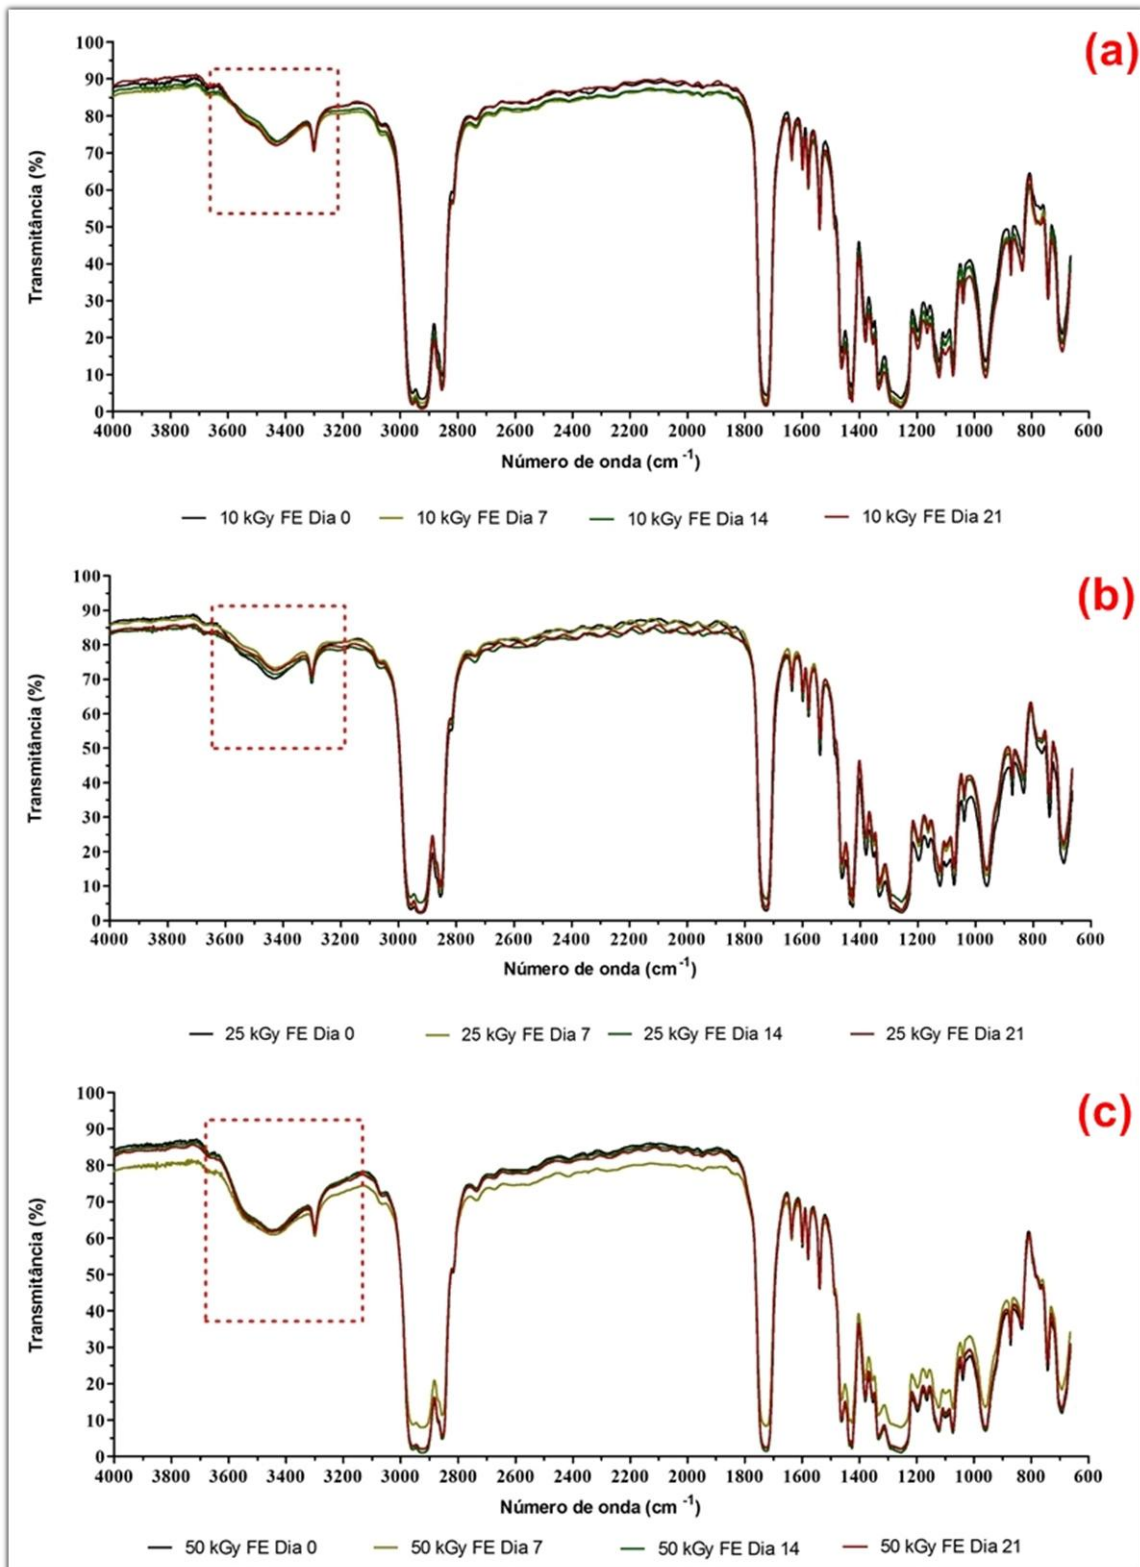 (a)
Transmitância (%)
100
90
80
70
60
50
40
30
20
10
0
4000 3800 3600 3400 3200 3000 2800 2600 2400 2200 2000 1800 1600 1400 1200 1000 800 600
Número de onda (cm -1)
10 kGy FE Dia 0 10 kGy FE Dia 7 10 kGy FE Dia 14 10 kGy FE Dia 21
(b)
Transmitância (%)
100
90
80
70
60
50
40
30
20
10
0
4000 3800 3600 3400 3200 3000 2800 2600 2400 2200 2000 1800 1600 1400 1200 1000 800 600
Número de onda (cm-1)
25 kGy FE Dia 0 25 kGy FE Dia 7 25 kGy FE Dia 14 25 kGy FE Dia 21
(c)
Transmitância (%)
100
90
80
70
60
50
40
30
20
10
0
4000 3800 3600 3400 3200 3000 2800 2600 2400 2200 2000 1800 1600 1400 1200 1000 800 600
Número de onda (cm -1)
50 kGy FE Dia 0 50 kGy FE Dia 7 50 kGy FE Dia 14 50 kGy FE Dia 21